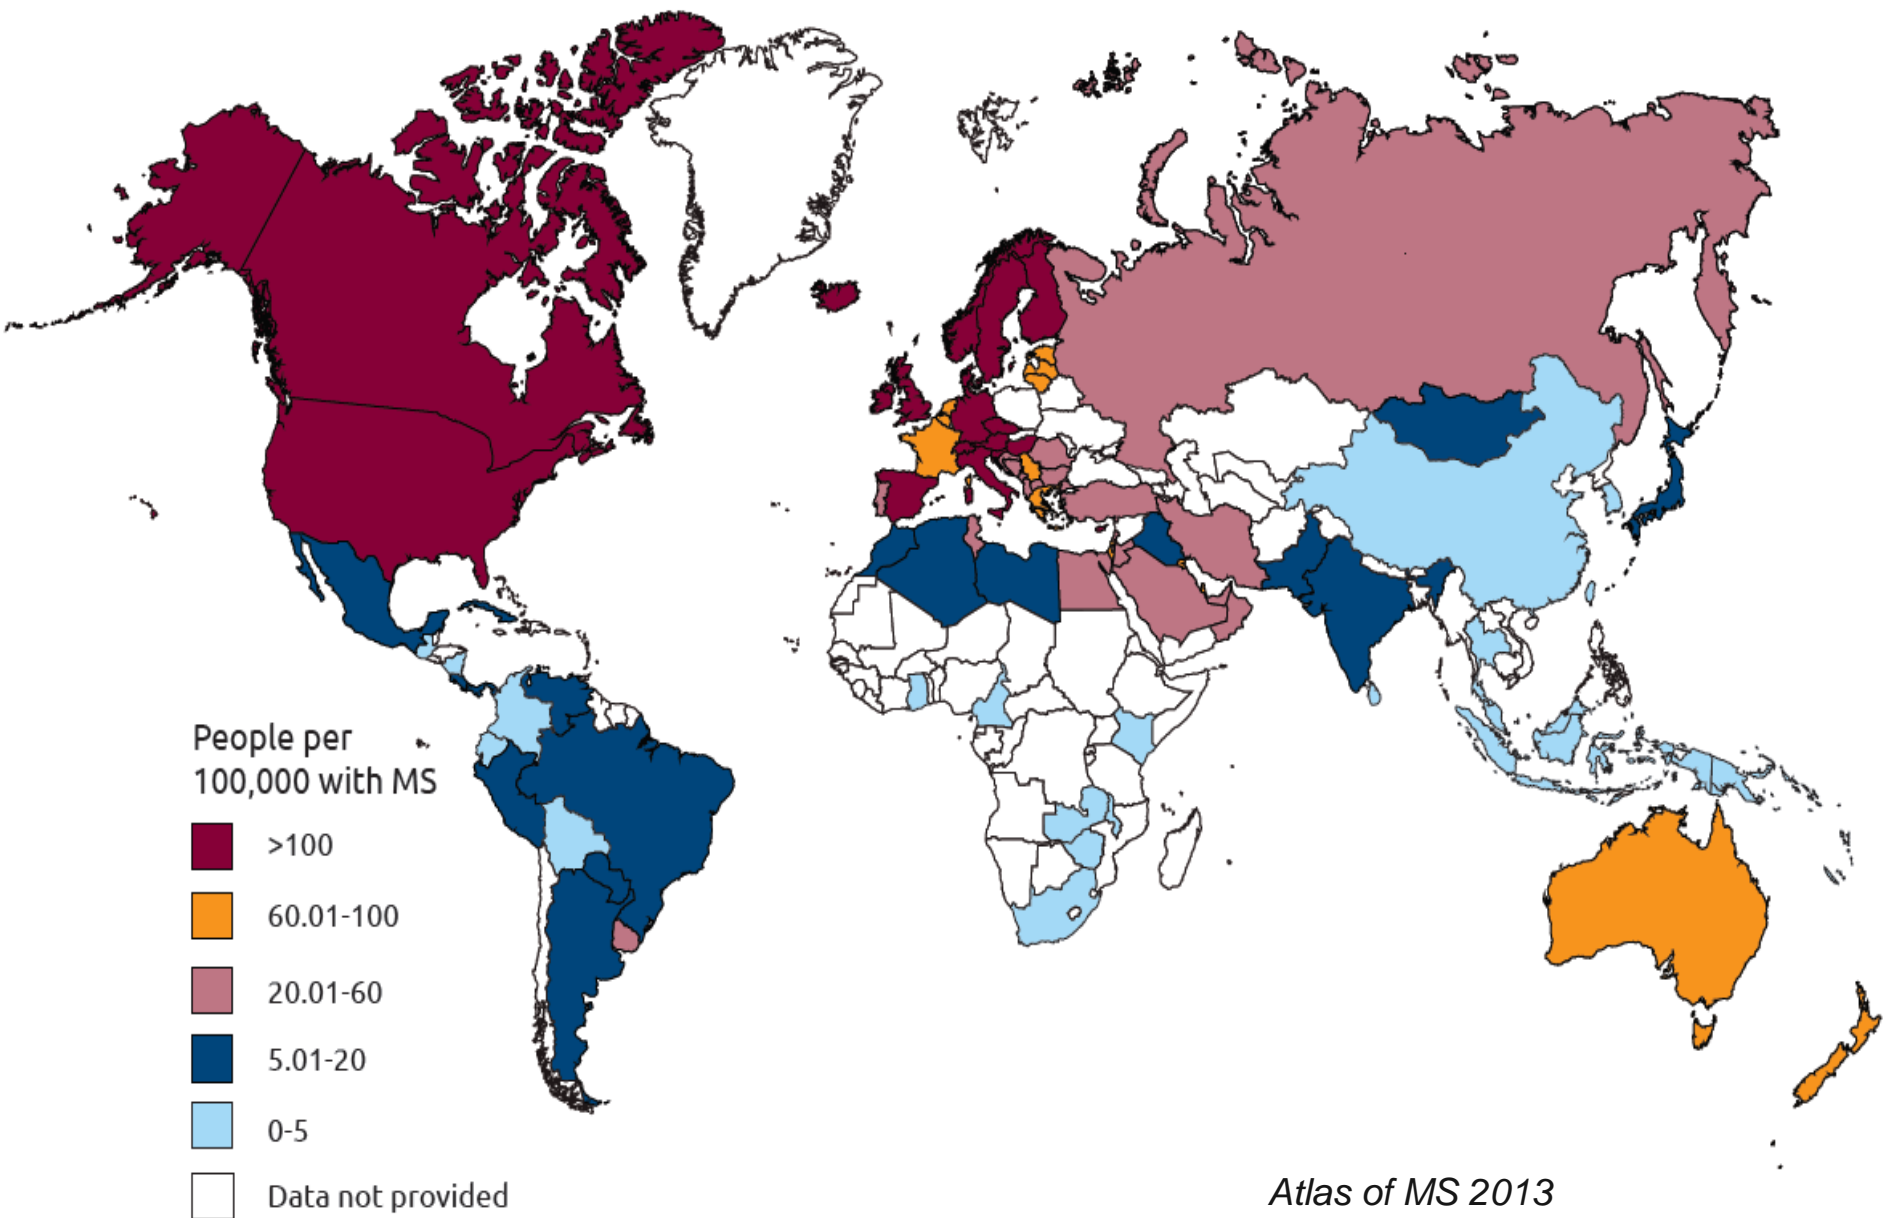 People per
100,000 with MS
>100
60.01-100
20.01-60
5.01-20
0-5
Data not provided
Atlas of MS 2013